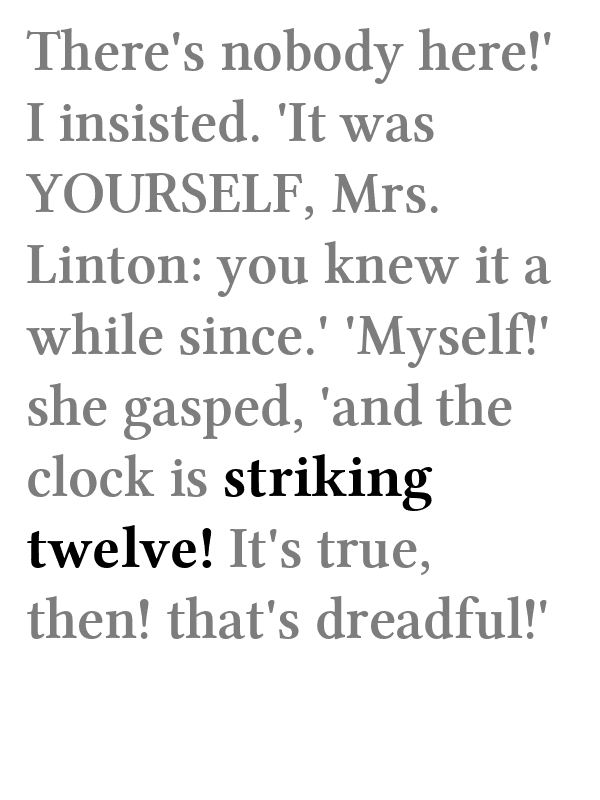 There's nobody here!'
I insisted. 'It was
YOURSELF, Mrs.
Linton: you knew it a
while since.' 'Myself!'
she gasped, 'and the
clock is striking
twelve! It's true,
then! that's dreadful!'